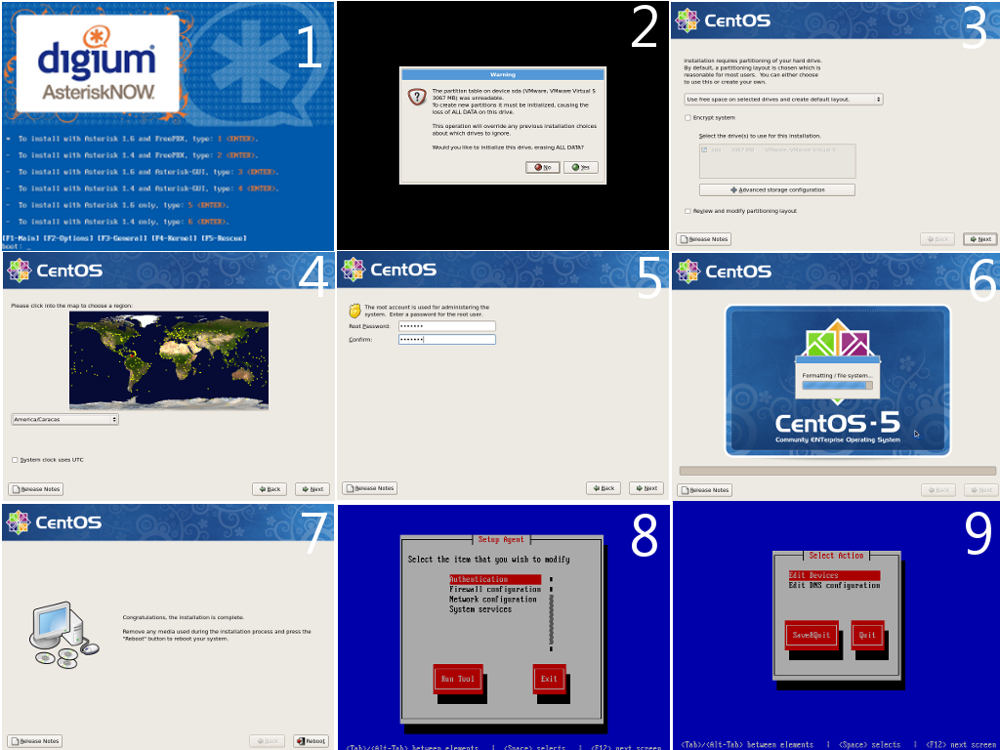 1
digium®
AsteriskNOW.
* To install with Asterisk 1.6 and FreePBX, type: 1 <ENTER>.
- To install with Asterisk 1.4 and FreePBX, type: 2 <ENTER>.
- To install with Asterisk 1.6 and Asterisk-GUI, type: 3 <ENTER>.
- To install with Asterisk 1.4 and Asterisk-GUI, type: 4 <ENTER>.
- To install with Asterisk 1.6 only, type: 5 <ENTER>.
- To install with Asterisk 1.4 only, type: 6 <ENTER>.
[F1-Main] [F2-Options] [F3-General] [F4-Kernel] [F5-Rescue]
boot: _
2
Warning
The partition table on device sda (VMware, VMware Virtual S
3067 MB) was unreadable.
To create new partitions it must be initialized, causing the
loss of ALL DATA on this drive.
This operation will override any previous installation choices
about which drives to ignore.
Would you like to initialize this drive, erasing ALL DATA?
No
Yes
3
CentOS
Installation requires partitioning of your hard drive.
By default, a partitioning layout is chosen which is
reasonable for most users. You can either choose
to use this or create your own.
Use free space on selected drives and create default layout.
Encrypt system
Select the drive(s) to use for this installation.
sda 3067 MB VMware, VMware Virtual S
Advanced storage configuration
Review and modify partitioning layout
Release Notes
Back
Next
4
CentOS
Please click into the map to choose a region:
America/Caracas
System clock uses UTC
Release Notes
Back
Next
5
CentOS
The root account is used for administering the
system. Enter a password for the root user.
Root Password: •••••••
Confirm: •••••••
Release Notes
Back
Next
6
CentOS
Formatting / file system...
CentOS-5
Community ENTerprise Operating System
Release Notes
Back
Next
7
CentOS
Congratulations, the installation is complete.
Remove any media used during the installation process and press the
"Reboot" button to reboot your system.
Release Notes
Back
Reboot
8
Setup Agent
Select the item that you wish to modify
Authentication
Firewall configuration
Network configuration
System services
Run Tool
Exit
<Tab>/<Alt-Tab> between elements | <Space> selects | <F12> next screen
9
Select Action
Edit Devices
Edit DNS configuration
Save&Quit
Quit
<Tab>/<Alt-Tab> between elements | <Space> selects | <F12> next screen